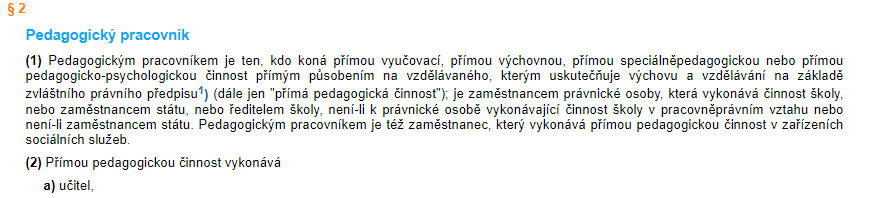 § 2
Pedagogický pracovník
(1) Pedagogickým pracovníkem je ten, kdo koná přímou vyučovací, přímou výchovnou, přímou speciálněpedagogickou nebo přímou
pedagogicko-psychologickou činnost přímým působením na vzdělávaného, kterým uskutečňuje výchovu a vzdělávání na základě
zvláštního právního předpisu1) (dále jen "přímá pedagogická činnost"); je zaměstnancem právnické osoby, která vykonává činnost školy,
nebo zaměstnancem státu, nebo ředitelem školy, není-li k právnické osobě vykonávající činnost školy v pracovněprávním vztahu nebo
není-li zaměstnancem státu. Pedagogickým pracovníkem je též zaměstnanec, který vykonává přímou pedagogickou činnost v zařízeních
sociálních služeb.
(2) Přímou pedagogickou činnost vykonává
a) učitel,